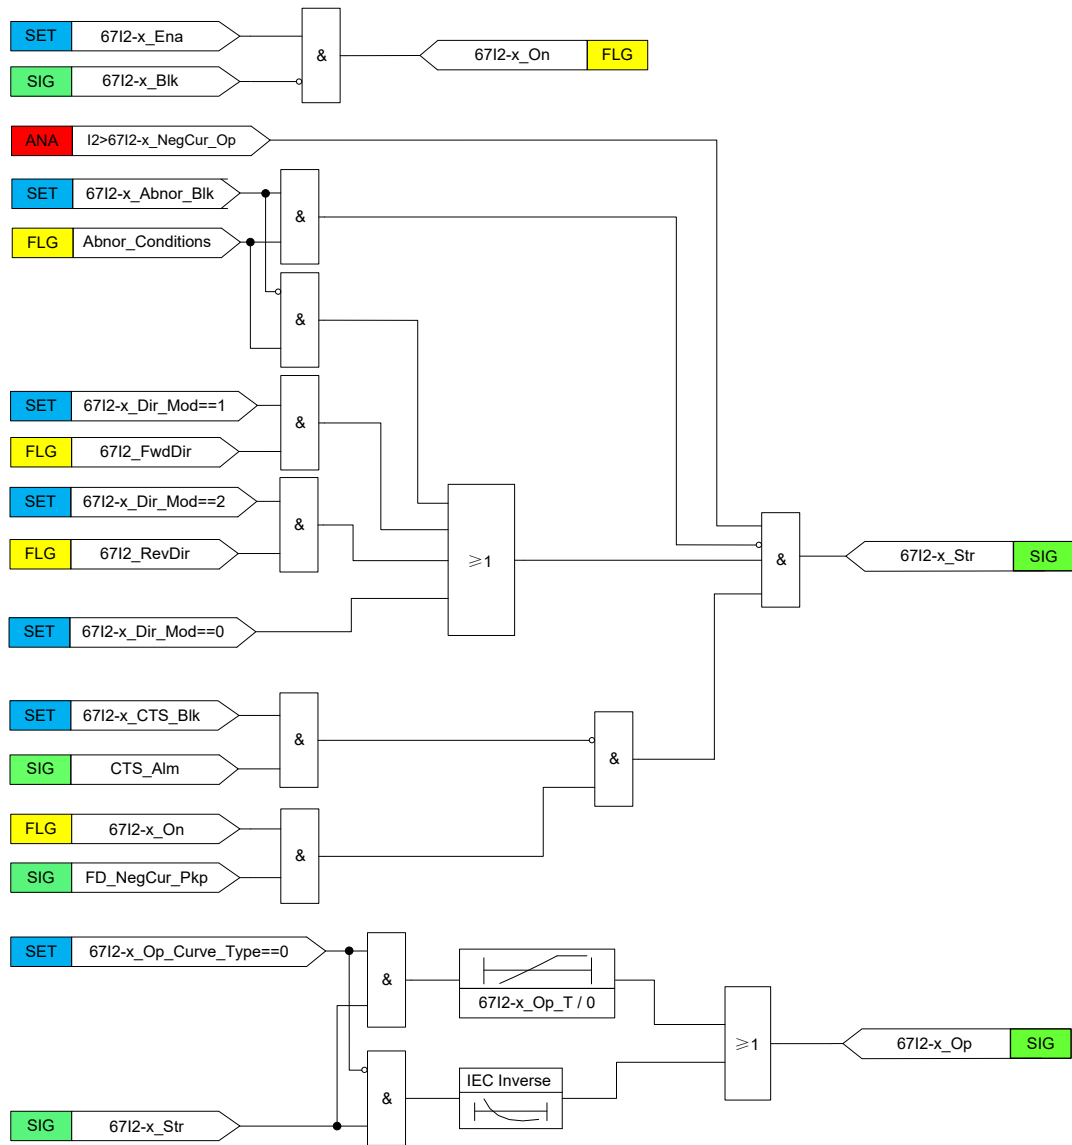 SET 67I2-x_Ena
&
67I2-x_On FLG
SIG 67I2-x_Blk
ANA I2>67I2-x_NegCur_Op
SET 67I2-x_Abnor_Blk
&
FLG Abnor_Conditions
&
SET 67I2-x_Dir_Mod==1
&
FLG 67I2_FwdDir
SET 67I2-x_Dir_Mod==2
&
FLG 67I2_RevDir
≥1
&
67I2-x_Str SIG
SET 67I2-x_Dir_Mod==0
SET 67I2-x_CTS_Blk
&
SIG CTS_Alm
&
FLG 67I2-x_On
&
SIG FD_NegCur_Pkp
SET 67I2-x_Op_Curve_Type==0
&
67I2-x_Op_T / 0
≥1
67I2-x_Op SIG
IEC Inverse
&
SIG 67I2-x_Str